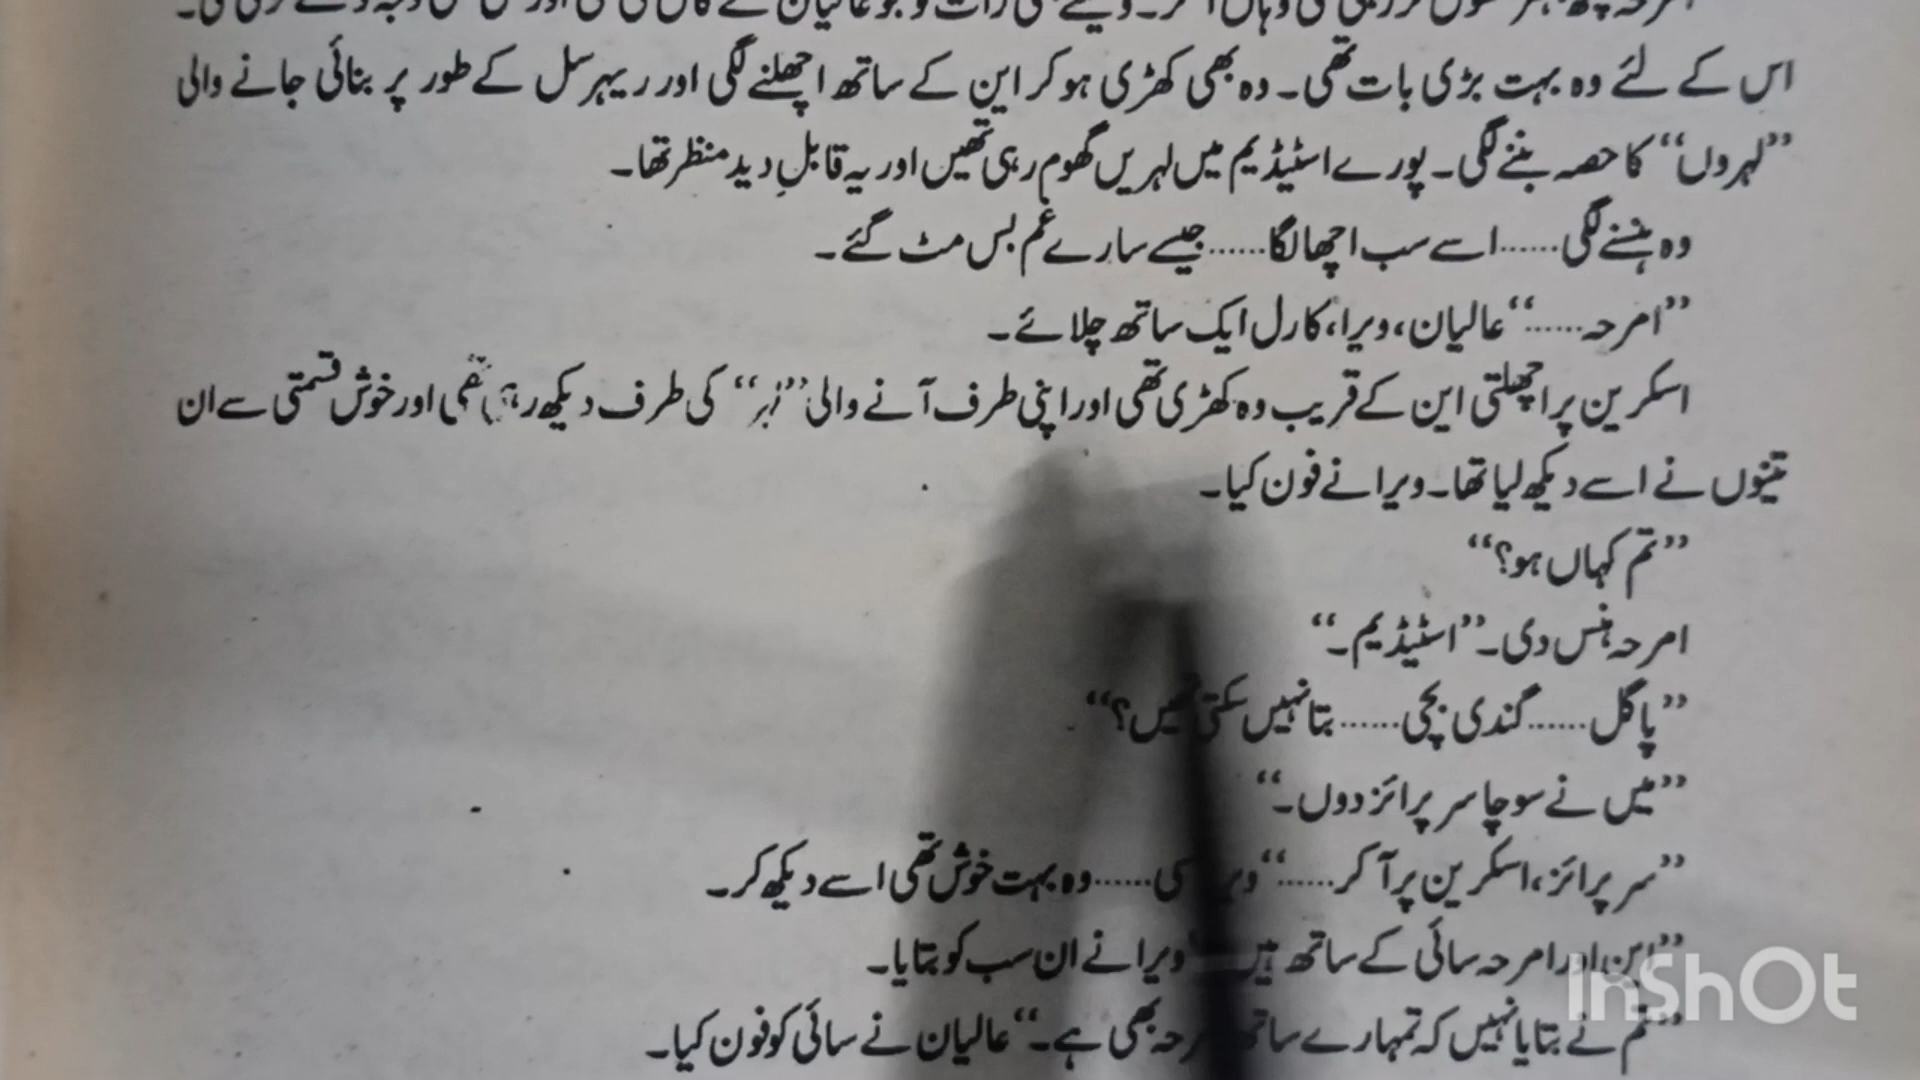 اس کے لئے وہ بہت بڑی بات تھی۔ وہ بھی کھڑی ہو کر این کے ساتھ اچھلنے لگی اور ریہرسل کے طور پر بنائی جانے والی
”لہروں“ کا حصہ بننے لگی۔ پورے اسٹیڈیم میں لہریں گھوم رہی تھیں اور یہ قابلِ دید منظر تھا۔
وہ ہنسنے لگی......اسے سب اچھا لگا......جیسے سارے غم بس مٹ گئے۔
”امرحہ......“ عالیان، ویرا، کارل ایک ساتھ چلائے۔
اسکرین پر اچھلتی این کے قریب وہ کھڑی تھی اور اپنی طرف آنے والی ”لہر“ کی طرف دیکھ رہی تھی اور خوش قسمتی سے ان
تینوں نے اسے دیکھ لیا تھا۔ ویرا نے فون کیا۔
”تم کہاں ہو؟“
امرحہ ہنس دی۔ ”اسٹیڈیم۔“
”پاگل......گندی بچی......بتا نہیں سکتی تھیں؟“
”میں نے سوچا سرپرائز دوں۔“
”سرپرائز، اسکرین پر آ کر......“ ......وہ بہت خوش تھی اسے دیکھ کر۔
”این اور امرحہ سائی کے ساتھ ہیں ویرا نے ان سب کو بتایا۔
”تم نے بتایا نہیں کہ تمہارے بھی ہے۔“ عالیان نے سائی کو فون کیا۔
InShOt